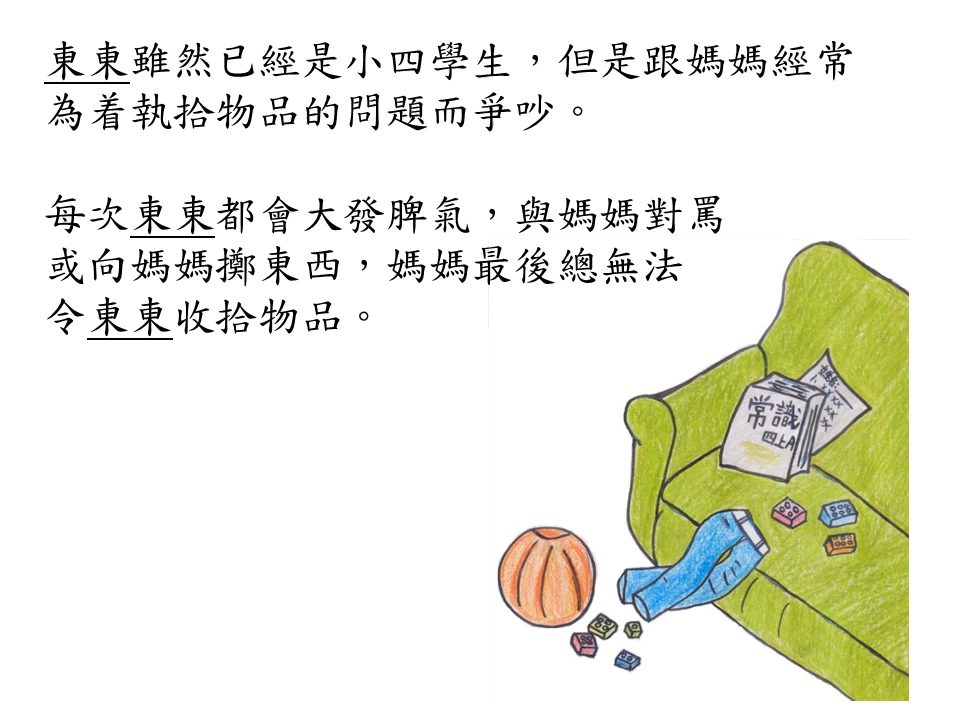 東東雖然已經是小四學生，但是跟媽媽經常
為着執拾物品的問題而爭吵。
每次東東都會大發脾氣，與媽媽對罵
或向媽媽擲東西，媽媽最後總無法
令東東收拾物品。
常識
四上A